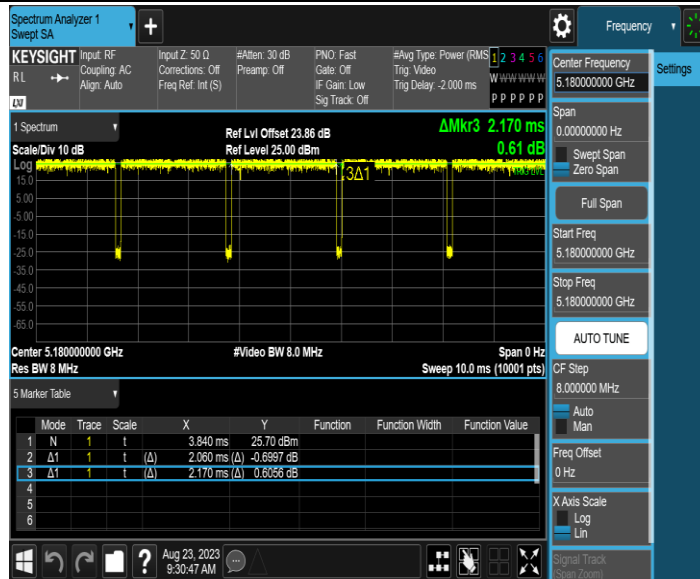 Spectrum Analyzer 1
Swept SA
Frequency
KEYSIGHT
RL
LXI
Input: RF
Coupling: AC
Align: Auto
Input Z: 50 Ω
Corrections: Off
Freq Ref: Int (S)
#Atten: 30 dB
Preamp: Off
PNO: Fast
Gate: Off
IF Gain: Low
Sig Track: Off
#Avg Type: Power (RMS
Trig: Video
Trig Delay: -2.000 ms
1 2 3 4 5 6
W W W W W W
P P P P P P
Center Frequency
5.180000000 GHz
Settings
Span
0.00000000 Hz
Swept Span
Zero Span
Full Span
Start Freq
5.180000000 GHz
Stop Freq
5.180000000 GHz
AUTO TUNE
CF Step
8.000000 MHz
Auto
Man
Freq Offset
0 Hz
X Axis Scale
Log
Lin
Signal Track
(Span Zoom)
1 Spectrum
Scale/Div 10 dB
Ref Lvl Offset 23.86 dB
Ref Level 25.00 dBm
ΔMkr3 2.170 ms
0.61 dB
Log
15.0
5.00
-5.00
-15.0
-25.0
-35.0
-45.0
-55.0
-65.0
3Δ1
Center 5.180000000 GHz
#Video BW 8.0 MHz
Span 0 Hz
Res BW 8 MHz
Sweep 10.0 ms (10001 pts)
5 Marker Table
Mode Trace Scale X Y Function Function Width Function Value
1 N 1 t 3.840 ms 25.70 dBm
2 Δ1 1 t (Δ) 2.060 ms (Δ) -0.6997 dB
3 Δ1 1 t (Δ) 2.170 ms (Δ) 0.6056 dB
4
5
6
Aug 23, 2023
9:30:47 AM